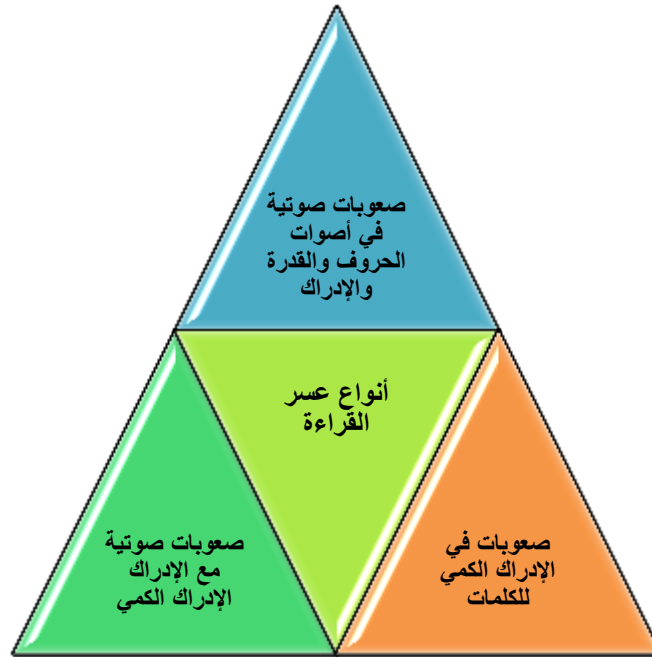 صعوبات صوتية
في أصوات
الحروف والقدرة
والإدراك
أنواع عسر
القراءة
صعوبات في
الإدراك الكمي
للكلمات
صعوبات صوتية
مع الإدراك
الإدراك الكمي